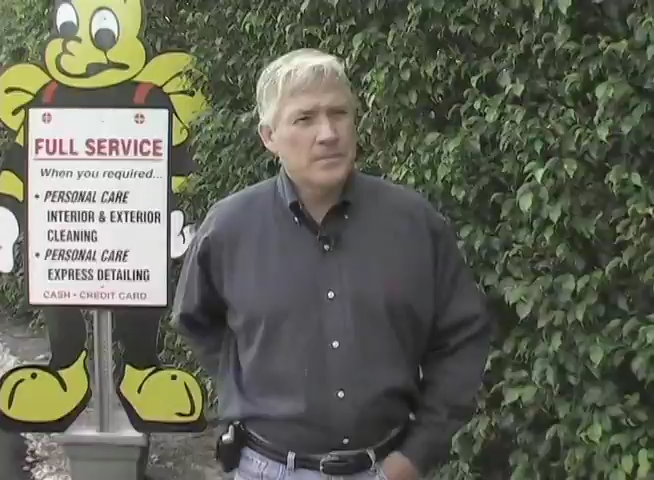 FULL SERVICE
When you required...
• PERSONAL CARE
INTERIOR & EXTERIOR
CLEANING
• PERSONAL CARE
EXPRESS DETAILING
CASH - CREDIT CARD